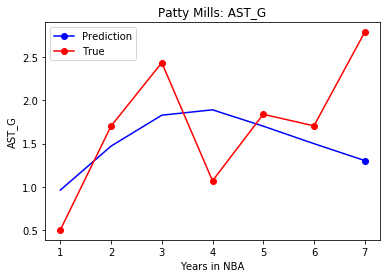 Patty Mills: AST_G
Prediction
True
AST_G
2.5
2.0
1.5
1.0
0.5
1 2 3 4 5 6 7
Years in NBA